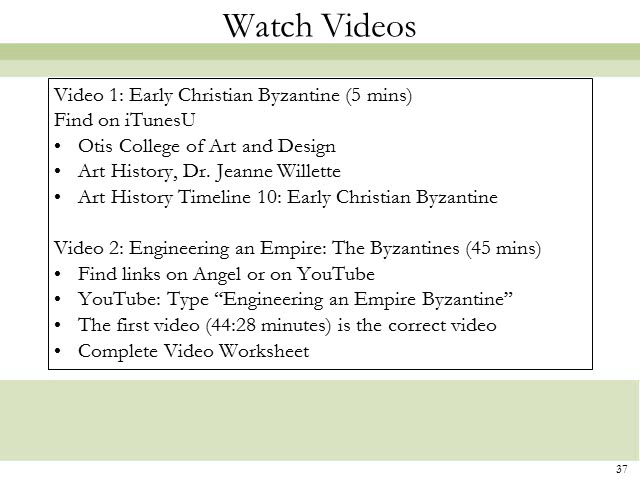 Watch Videos
Video 1: Early Christian Byzantine (5 mins)
Find on iTunesU
• Otis College of Art and Design
• Art History, Dr. Jeanne Willette
• Art History Timeline 10: Early Christian Byzantine
Video 2: Engineering an Empire: The Byzantines (45 mins)
• Find links on Angel or on YouTube
• YouTube: Type “Engineering an Empire Byzantine”
• The first video (44:28 minutes) is the correct video
• Complete Video Worksheet
37